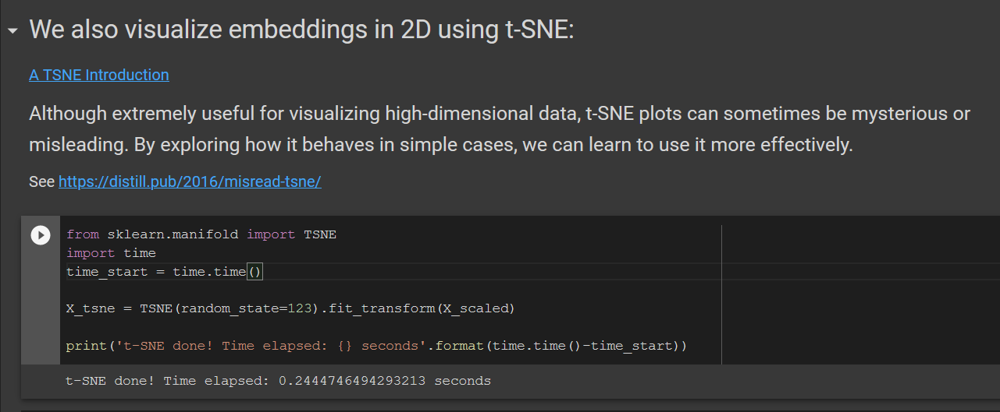 We also visualize embeddings in 2D using t-SNE:
A TSNE Introduction
Although extremely useful for visualizing high-dimensional data, t-SNE plots can sometimes be mysterious or
misleading. By exploring how it behaves in simple cases, we can learn to use it more effectively.
See https://distill.pub/2016/misread-tsne/
from sklearn.manifold import TSNE
import time
time_start = time.time()
X_tsne = TSNE(random_state=123).fit_transform(X_scaled)
print('t-SNE done! Time elapsed: {} seconds'.format(time.time()-time_start))
t-SNE done! Time elapsed: 0.2444746494293213 seconds